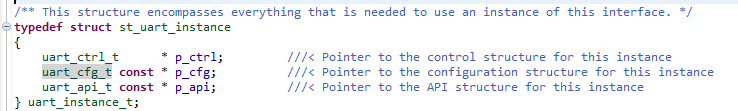 /** This structure encompasses everything that is needed to use an instance of this interface. */
typedef struct st_uart_instance
{
    uart_ctrl_t      * p_ctrl;         ///< Pointer to the control structure for this instance
    uart_cfg_t const * p_cfg;          ///< Pointer to the configuration structure for this instance
    uart_api_t const * p_api;          ///< Pointer to the API structure for this instance
} uart_instance_t;